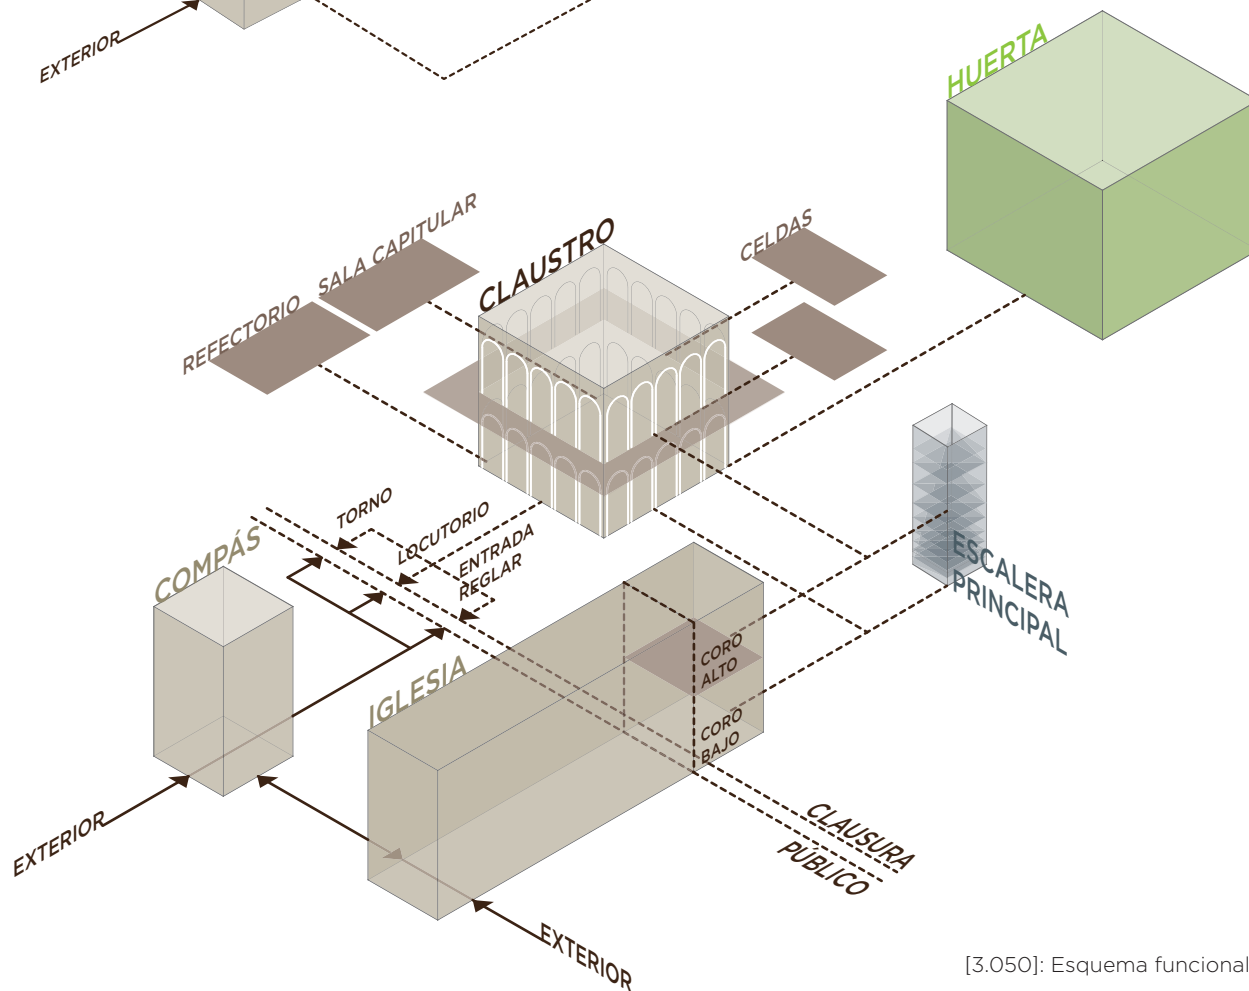 EXTERIOR
HUERTA
SALA CAPITULAR
CLAUSTRO
CELDAS
REFECTORIO
TORNO
LOCUTORIO
ENTRADA
REGLAR
COMPÁS
ESCALERA
PRINCIPAL
IGLESIA
CORO
ALTO
CORO
BAJO
EXTERIOR
CLAUSURA
PÚBLICO
EXTERIOR
[3.050]: Esquema funcional